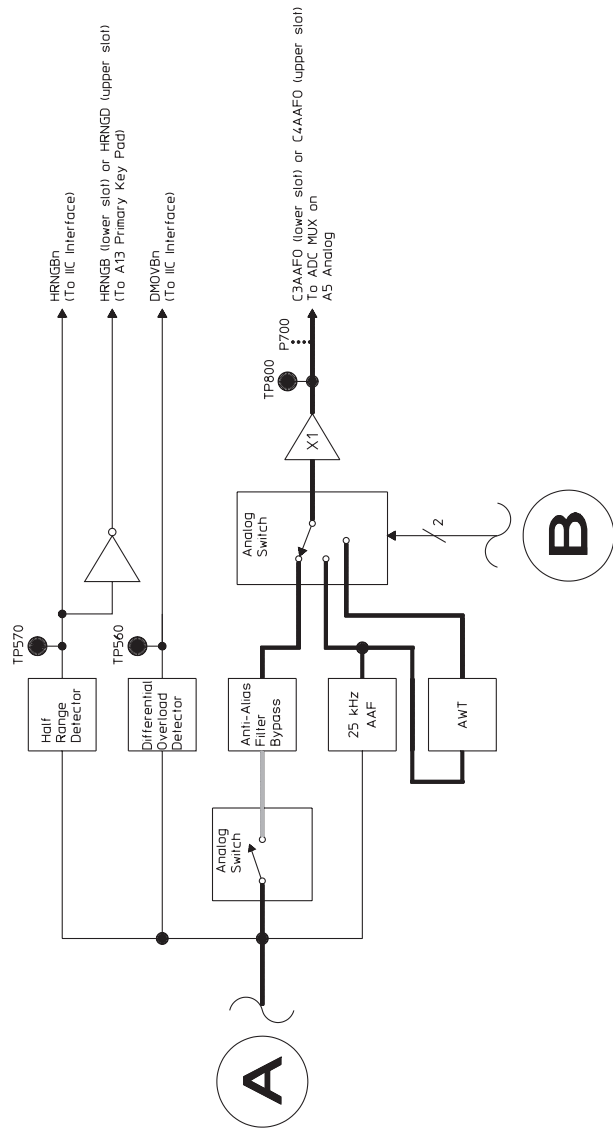 HRNGBn
(To IIC Interface)
HRNGB (lower slot) or HRNGD (upper slot)
(To A13 Primary Key Pad)
DMOVBn
(To IIC Interface)
TP570
TP560
Half
Range
Detector
Differential
Overload
Detector
C3AAFO (lower slot) or C4AAFO (upper slot)
To ADC MUX on
A5 Analog
P700
TP800
X1
Analog
Switch
Anti-Alias
Filter
Bypass
25 kHz
AAF
AWT
Analog
Switch
2
A
B